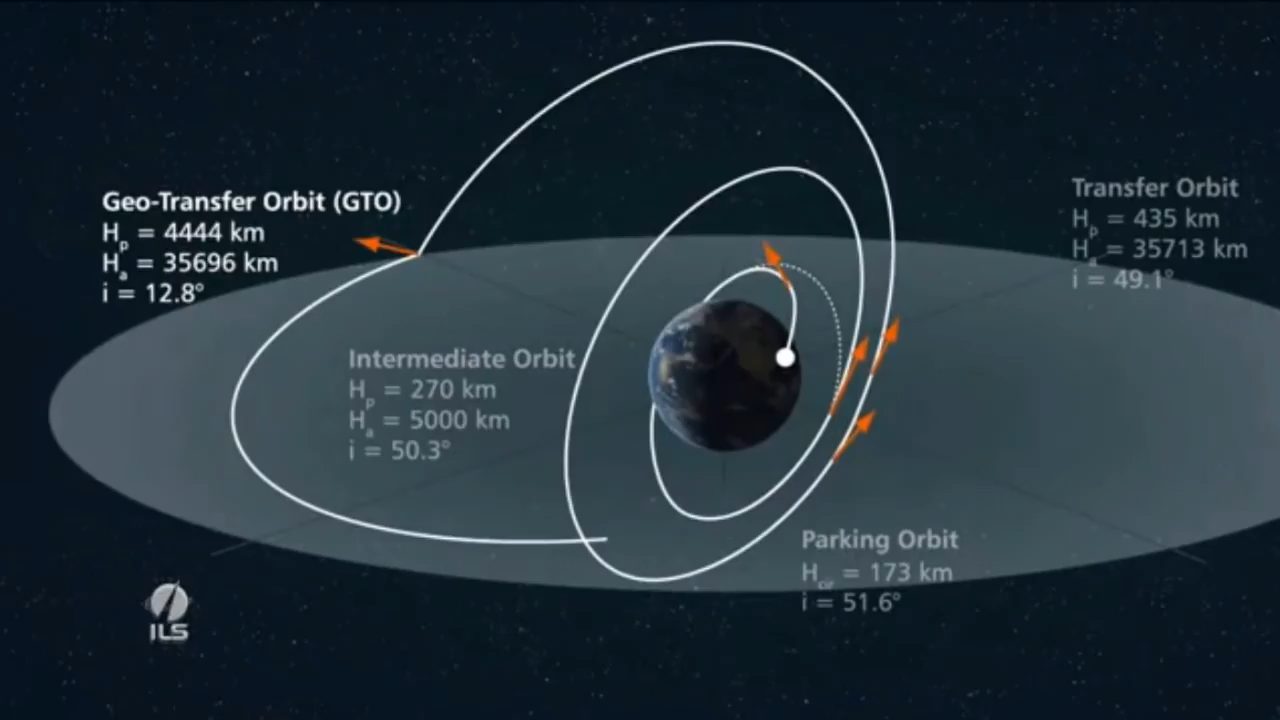 Geo-Transfer Orbit (GTO)
Hp = 4444 km
Ha = 35696 km
i = 12.8°
Transfer Orbit
Hp = 435 km
Ha = 35713 km
i = 49.1°
Intermediate Orbit
Hp = 270 km
Ha = 5000 km
i = 50.3°
Parking Orbit
Hcir = 173 km
i = 51.6°
ILS